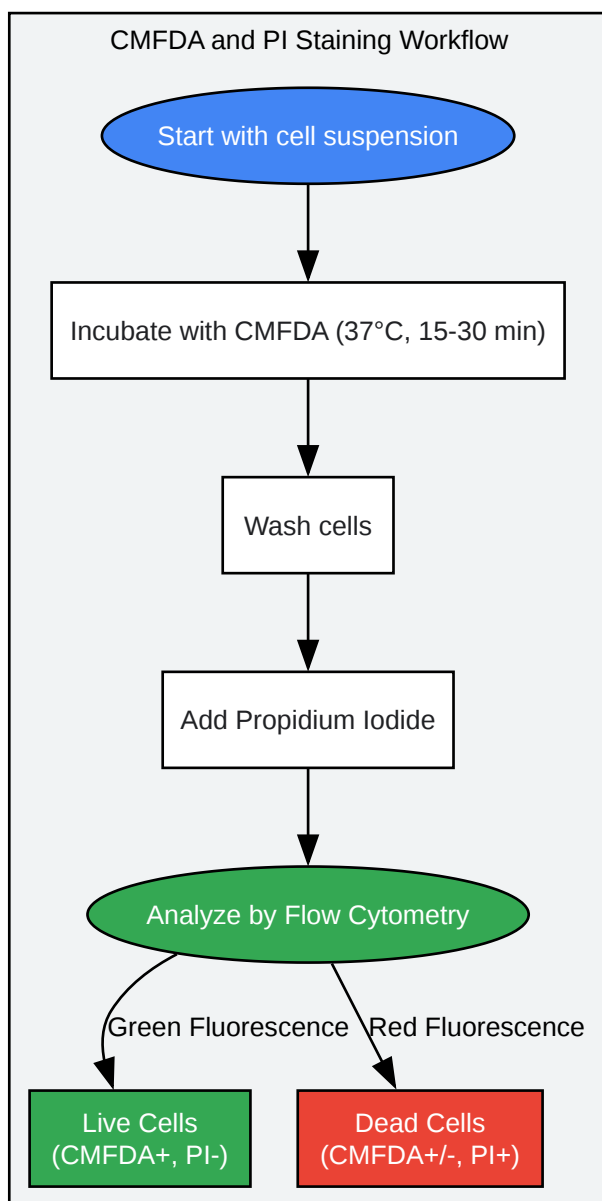 CMFDA and PI Staining Workflow
Start with cell suspension
Incubate with CMFDA (37°C, 15-30 min)
Wash cells
Add Propidium Iodide
Analyze by Flow Cytometry
Green Fluorescence
Red Fluorescence
Live Cells
(CMFDA+, PI-)
Dead Cells
(CMFDA+/-, PI+)